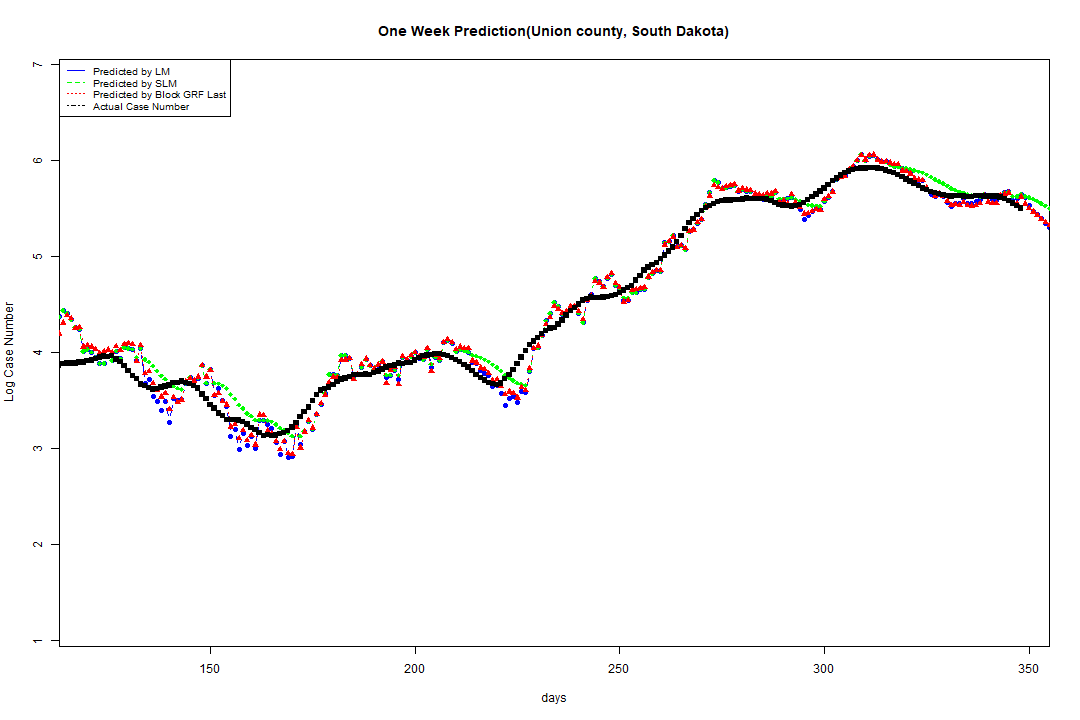 One Week Prediction(Union county, South Dakota)
7
Predicted by LM
Predicted by SLM
Predicted by Block GRF Last
Actual Case Number
6
5
4
3
2
1
Log Case Number
150
200
250
300
350
days